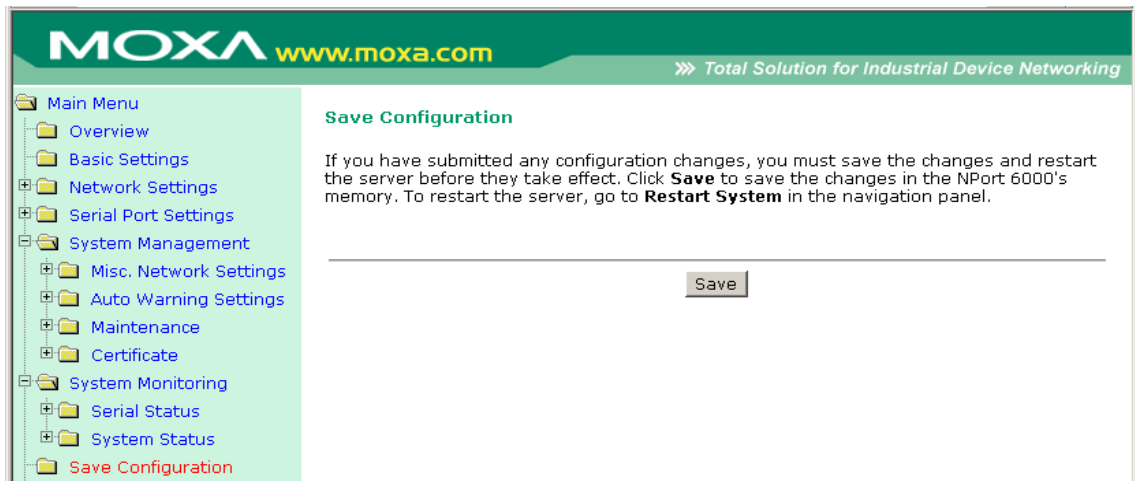 MOXA www.moxa.com
Total Solution for Industrial Device Networking
Main Menu
Overview
Basic Settings
Network Settings
Serial Port Settings
System Management
Misc. Network Settings
Auto Warning Settings
Maintenance
Certificate
System Monitoring
Serial Status
System Status
Save Configuration
Save Configuration
If you have submitted any configuration changes, you must save the changes and restart
the server before they take effect. Click Save to save the changes in the NPort 6000's
memory. To restart the server, go to Restart System in the navigation panel.
Save